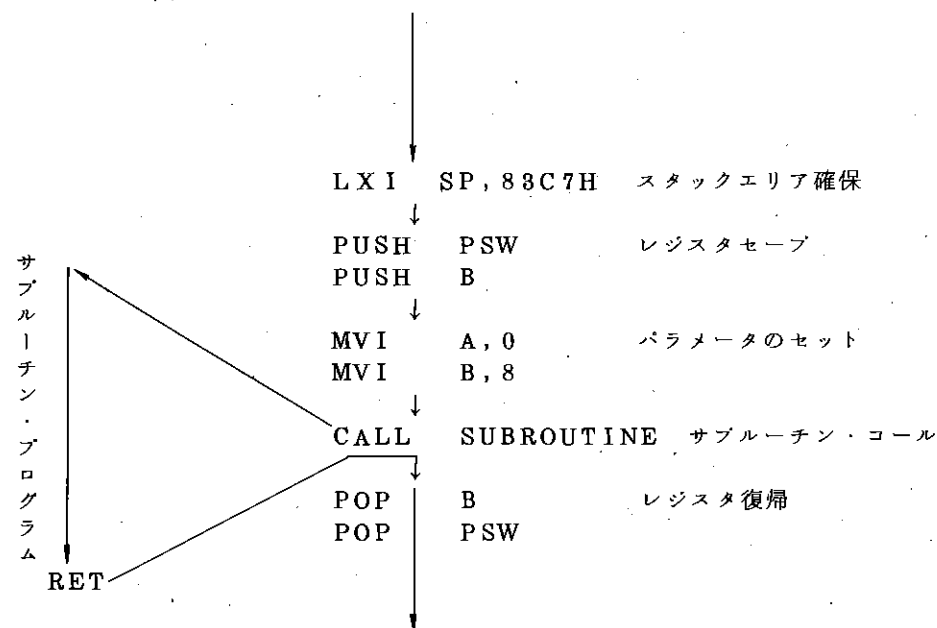 LXI SP,83C7H スタックエリア確保
↓
PUSH PSW レジスタセーブ
PUSH B
↓
MVI A,0 パラメータのセット
MVI B,8
↓
CALL SUBROUTINE サブルーチン・コール
↓
POP B レジスタ復帰
POP PSW
サブルーチン・プログラム
RET